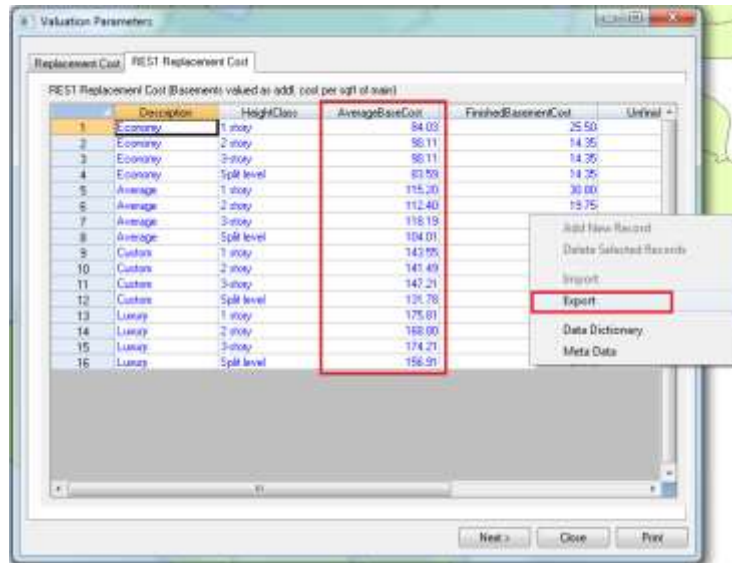 Valuation Parameters
Replacement Cost RES1 Replacement Cost
RES1 Replacement Cost (Basements valued as addl. cost per sqft of main)
Description HeightClass AverageBaseCost FinishedBasementCost Unfinis
1 Economy 1 story 84.03 25.50
2 Economy 2 story 98.11 14.35
3 Economy 3-story 98.11 14.35
4 Economy Split level 83.59 14.35
5 Average 1 story 115.20 30.00
6 Average 2 story 112.40 19.75
7 Average 3-story 118.19
8 Average Split level 104.01
9 Custom 1 story 143.55
10 Custom 2 story 141.49
11 Custom 3-story 147.21
12 Custom Split level 131.78
13 Luxury 1 story 175.81
14 Luxury 2 story 168.00
15 Luxury 3-story 174.21
16 Luxury Split level 156.91
Add New Record
Delete Selected Records
Import
Export
Data Dictionary
Meta Data
Next > Close Print